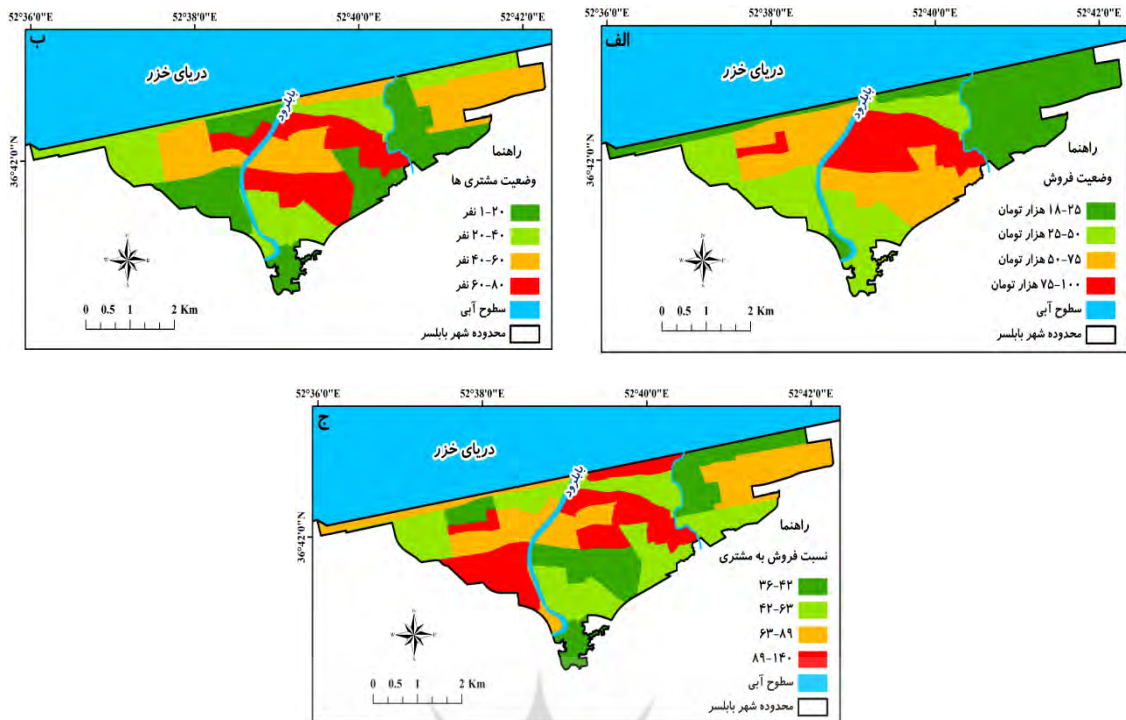 52°36'0"E 52°38'0"E 52°40'0"E 52°42'0"E
ب
دریای خزر
بابلرود
36°42'0"N
راهنما
وضعیت مشتری ها
۱-۲۰ نفر
۲۰-۴۰ نفر
۴۰-۶۰ نفر
۶۰-۸۰ نفر
سطوح آبی
محدوده شهر بابلسر
N
W E
S
0 0.5 1 2 Km
52°36'0"E 52°38'0"E 52°40'0"E 52°42'0"E
الف
دریای خزر
بابلرود
36°42'0"N
راهنما
وضعیت فروش
۱۸-۲۵ هزار تومان
۲۵-۵۰ هزار تومان
۵۰-۷۵ هزار تومان
۷۵-۱۰۰ هزار تومان
سطوح آبی
محدوده شهر بابلسر
N
W E
S
0 0.5 1 2 Km
52°36'0"E 52°38'0"E 52°40'0"E 52°42'0"E
ج
دریای خزر
بابلرود
36°42'0"N
راهنما
نسبت فروش به مشتری
۳۶-۴۲
۴۲-۶۳
۶۳-۸۹
۸۹-۱۴۰
سطوح آبی
محدوده شهر بابلسر
N
W E
S
0 0.5 1 2 Km